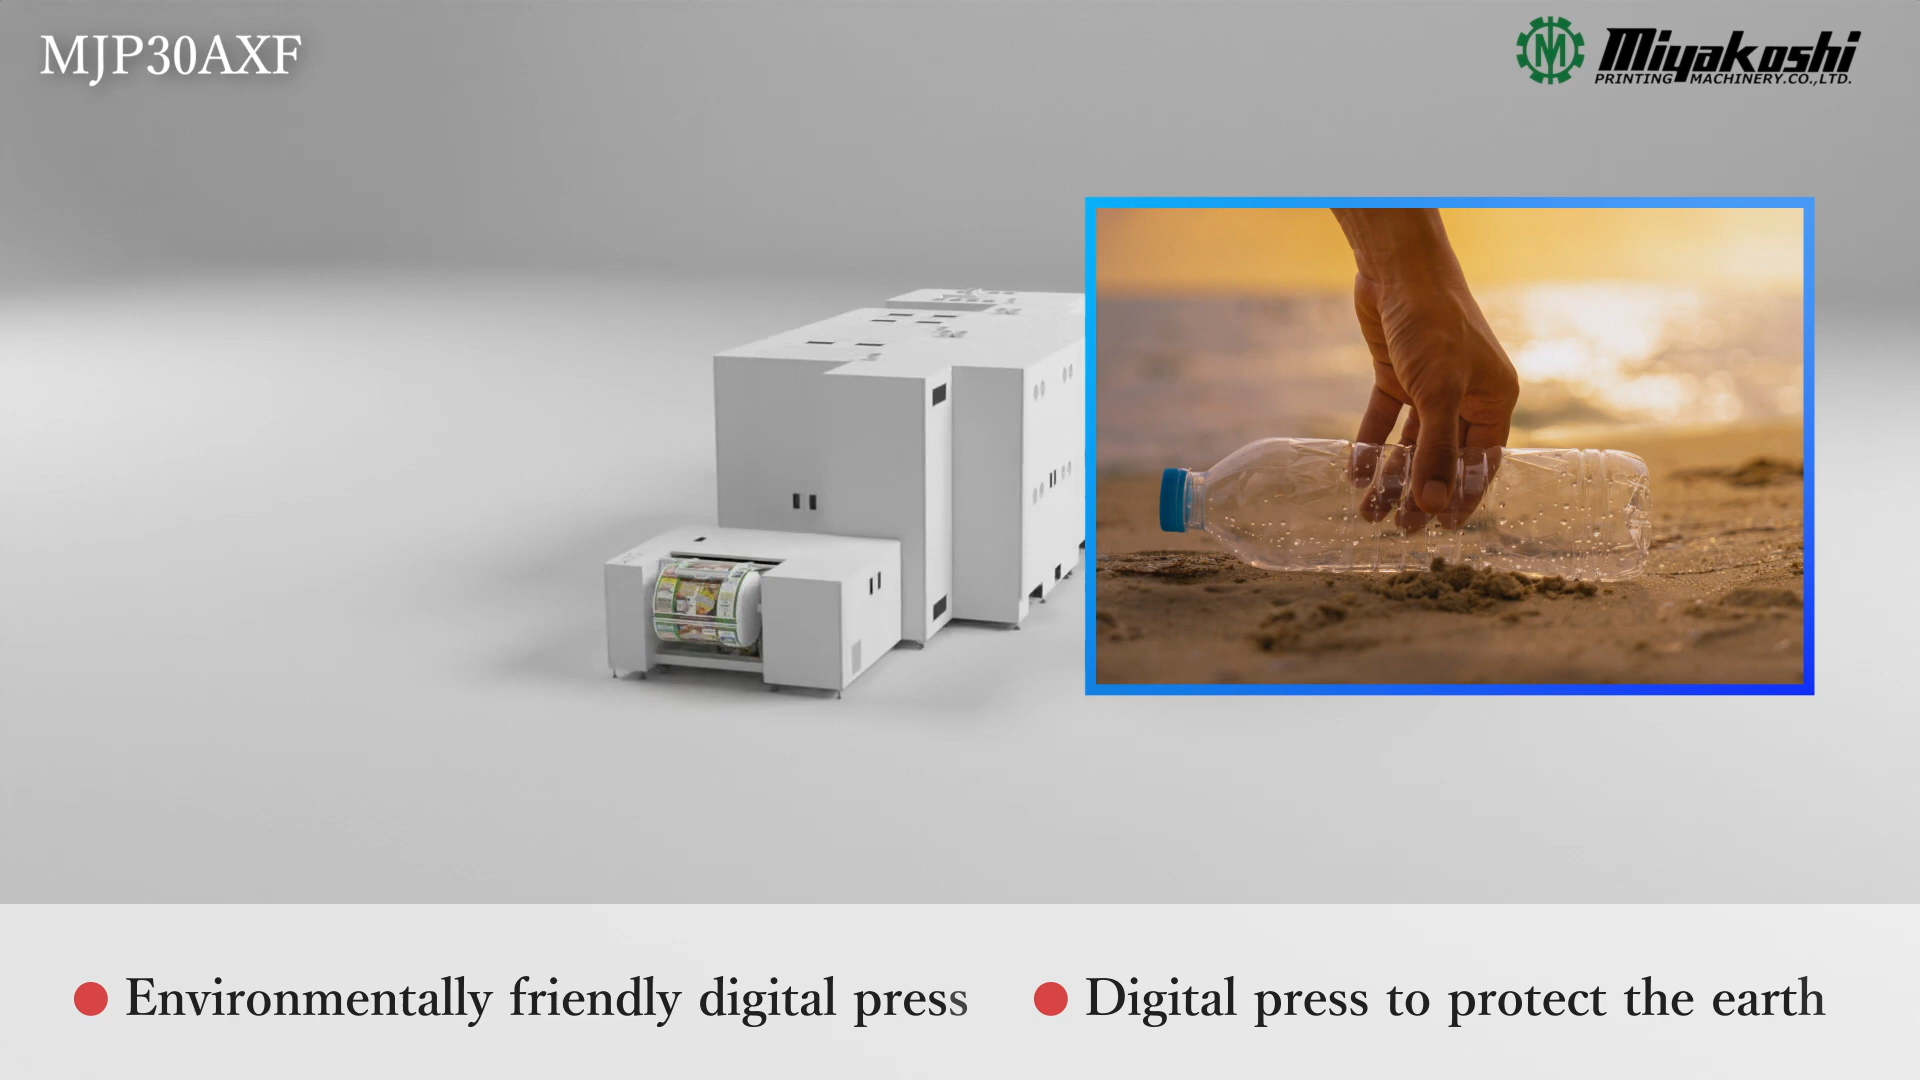 MJP30AXF
Miyakoshi
PRINTING MACHINERY.CO.,LTD.
Environmentally friendly digital press
Digital press to protect the earth